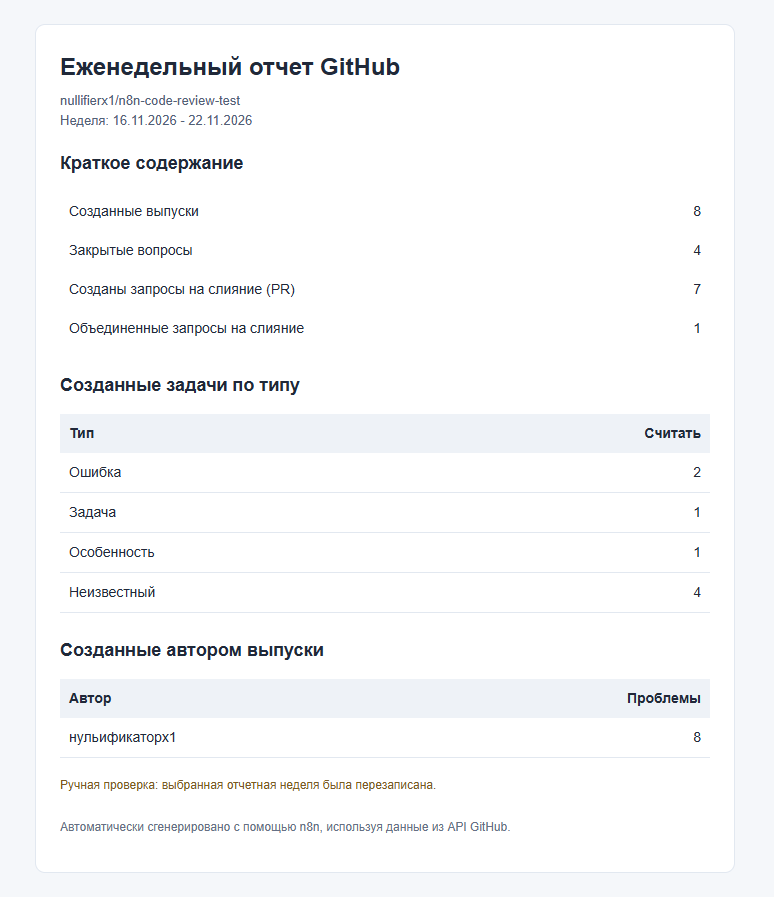 Еженедельный отчет GitHub
nullifierx1/n8n-code-review-test
Неделя: 16.11.2026 - 22.11.2026
Краткое содержание
Созданные выпуски 8
Закрытые вопросы 4
Созданы запросы на слияние (PR) 7
Объединенные запросы на слияние 1
Созданные задачи по типу
Тип Считать
Ошибка 2
Задача 1
Особенность 1
Неизвестный 4
Созданные автором выпуски
Автор Проблемы
нульификаторx1 8
Ручная проверка: выбранная отчетная неделя была перезаписана.
Автоматически сгенерировано с помощью n8n, используя данные из API GitHub.